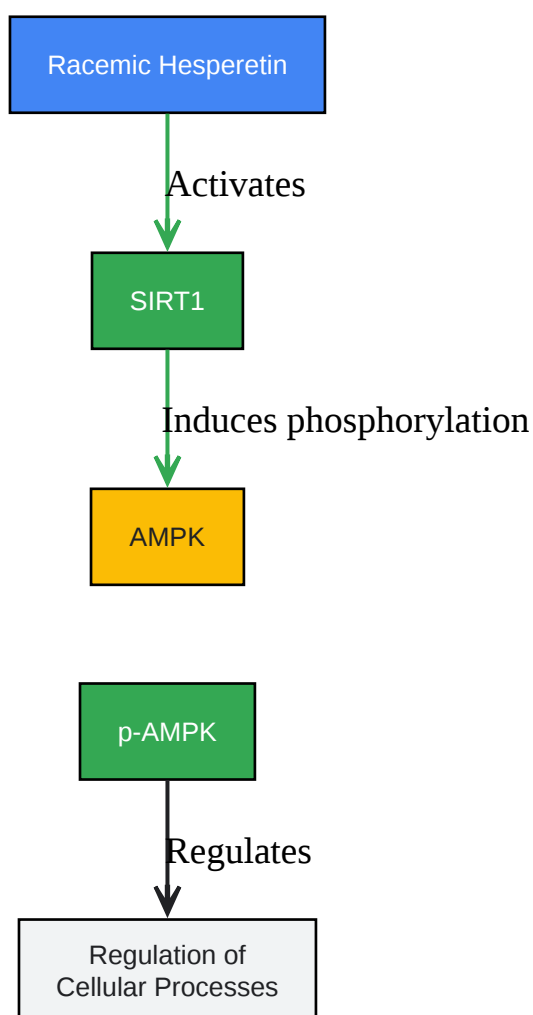 Racemic Hesperetin
Activates
SIRT1
Induces phosphorylation
AMPK
p-AMPK
Regulates
Regulation of
Cellular Processes